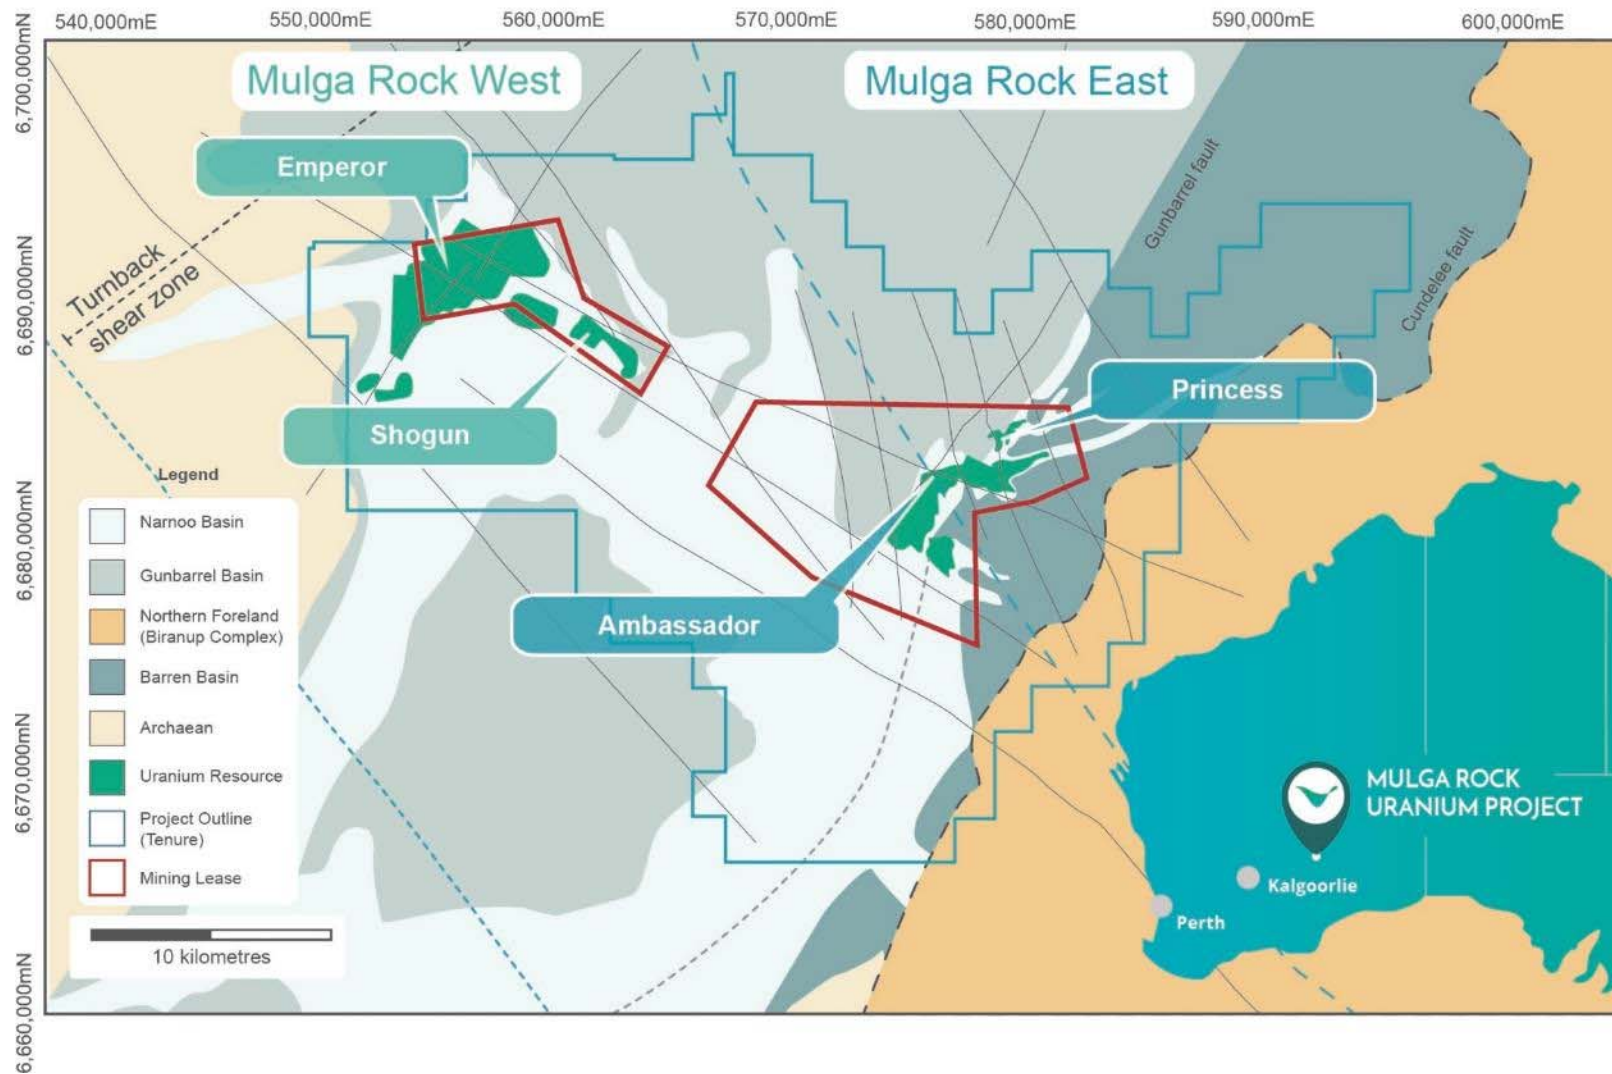 540,000mE
550,000mE
560,000mE
570,000mE
580,000mE
590,000mE
600,000mE
6,700,000mN
6,690,000mN
6,680,000mN
6,670,000mN
6,660,000mN
Mulga Rock West
Mulga Rock East
Emperor
Gunbarrel fault
Cundelee fault
Turnback
shear zone
Princess
Shogun
Ambassador
Legend
Narnoo Basin
Gunbarrel Basin
Northern Foreland
(Biranup Complex)
Barren Basin
Archaean
Uranium Resource
Project Outline
(Tenure)
Mining Lease
10 kilometres
MULGA ROCK
URANIUM PROJECT
Kalgoorlie
Perth